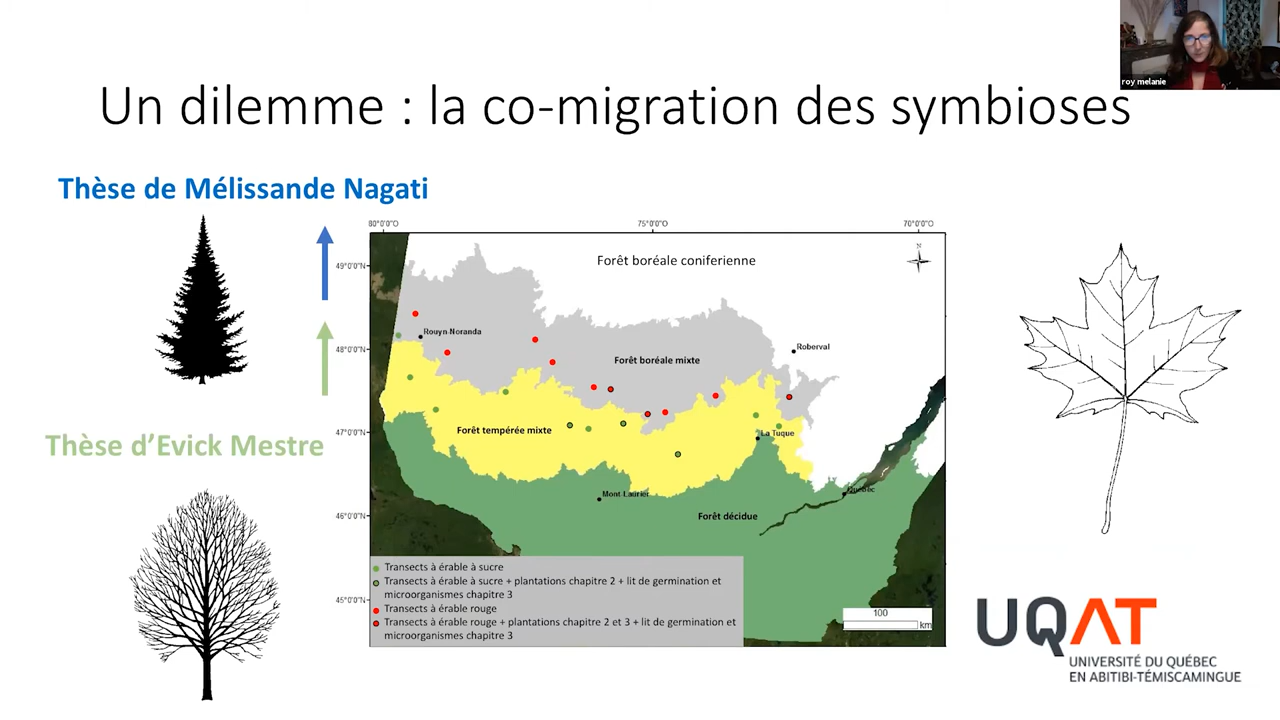 roy melanie
Un dilemme : la co-migration des symbioses
Thèse de Mélissande Nagati
80°0'0"O
75°0'0"O
70°0'0"O
49°0'0"N
N
Forêt boréale coniferienne
Rouyn Noranda
48°0'0"N
Roberval
Forêt boréale mixte
47°0'0"N
Forêt tempérée mixte
La Tuque
Thèse d'Evick Mestre
Mont-Laurier
Québec
46°0'0"N
Forêt décidue
45°0'0"N
Transects à érable à sucre
Transects à érable à sucre + plantations chapitre 2 + lit de germination et
microorganismes chapitre 3
Transects à érable rouge
Transects à érable rouge + plantations chapitre 2 et 3 + lit de germination et
microorganismes chapitre 3
100
km
UQAT
UNIVERSITÉ DU QUÉBEC
EN ABITIBI-TÉMISCAMINGUE